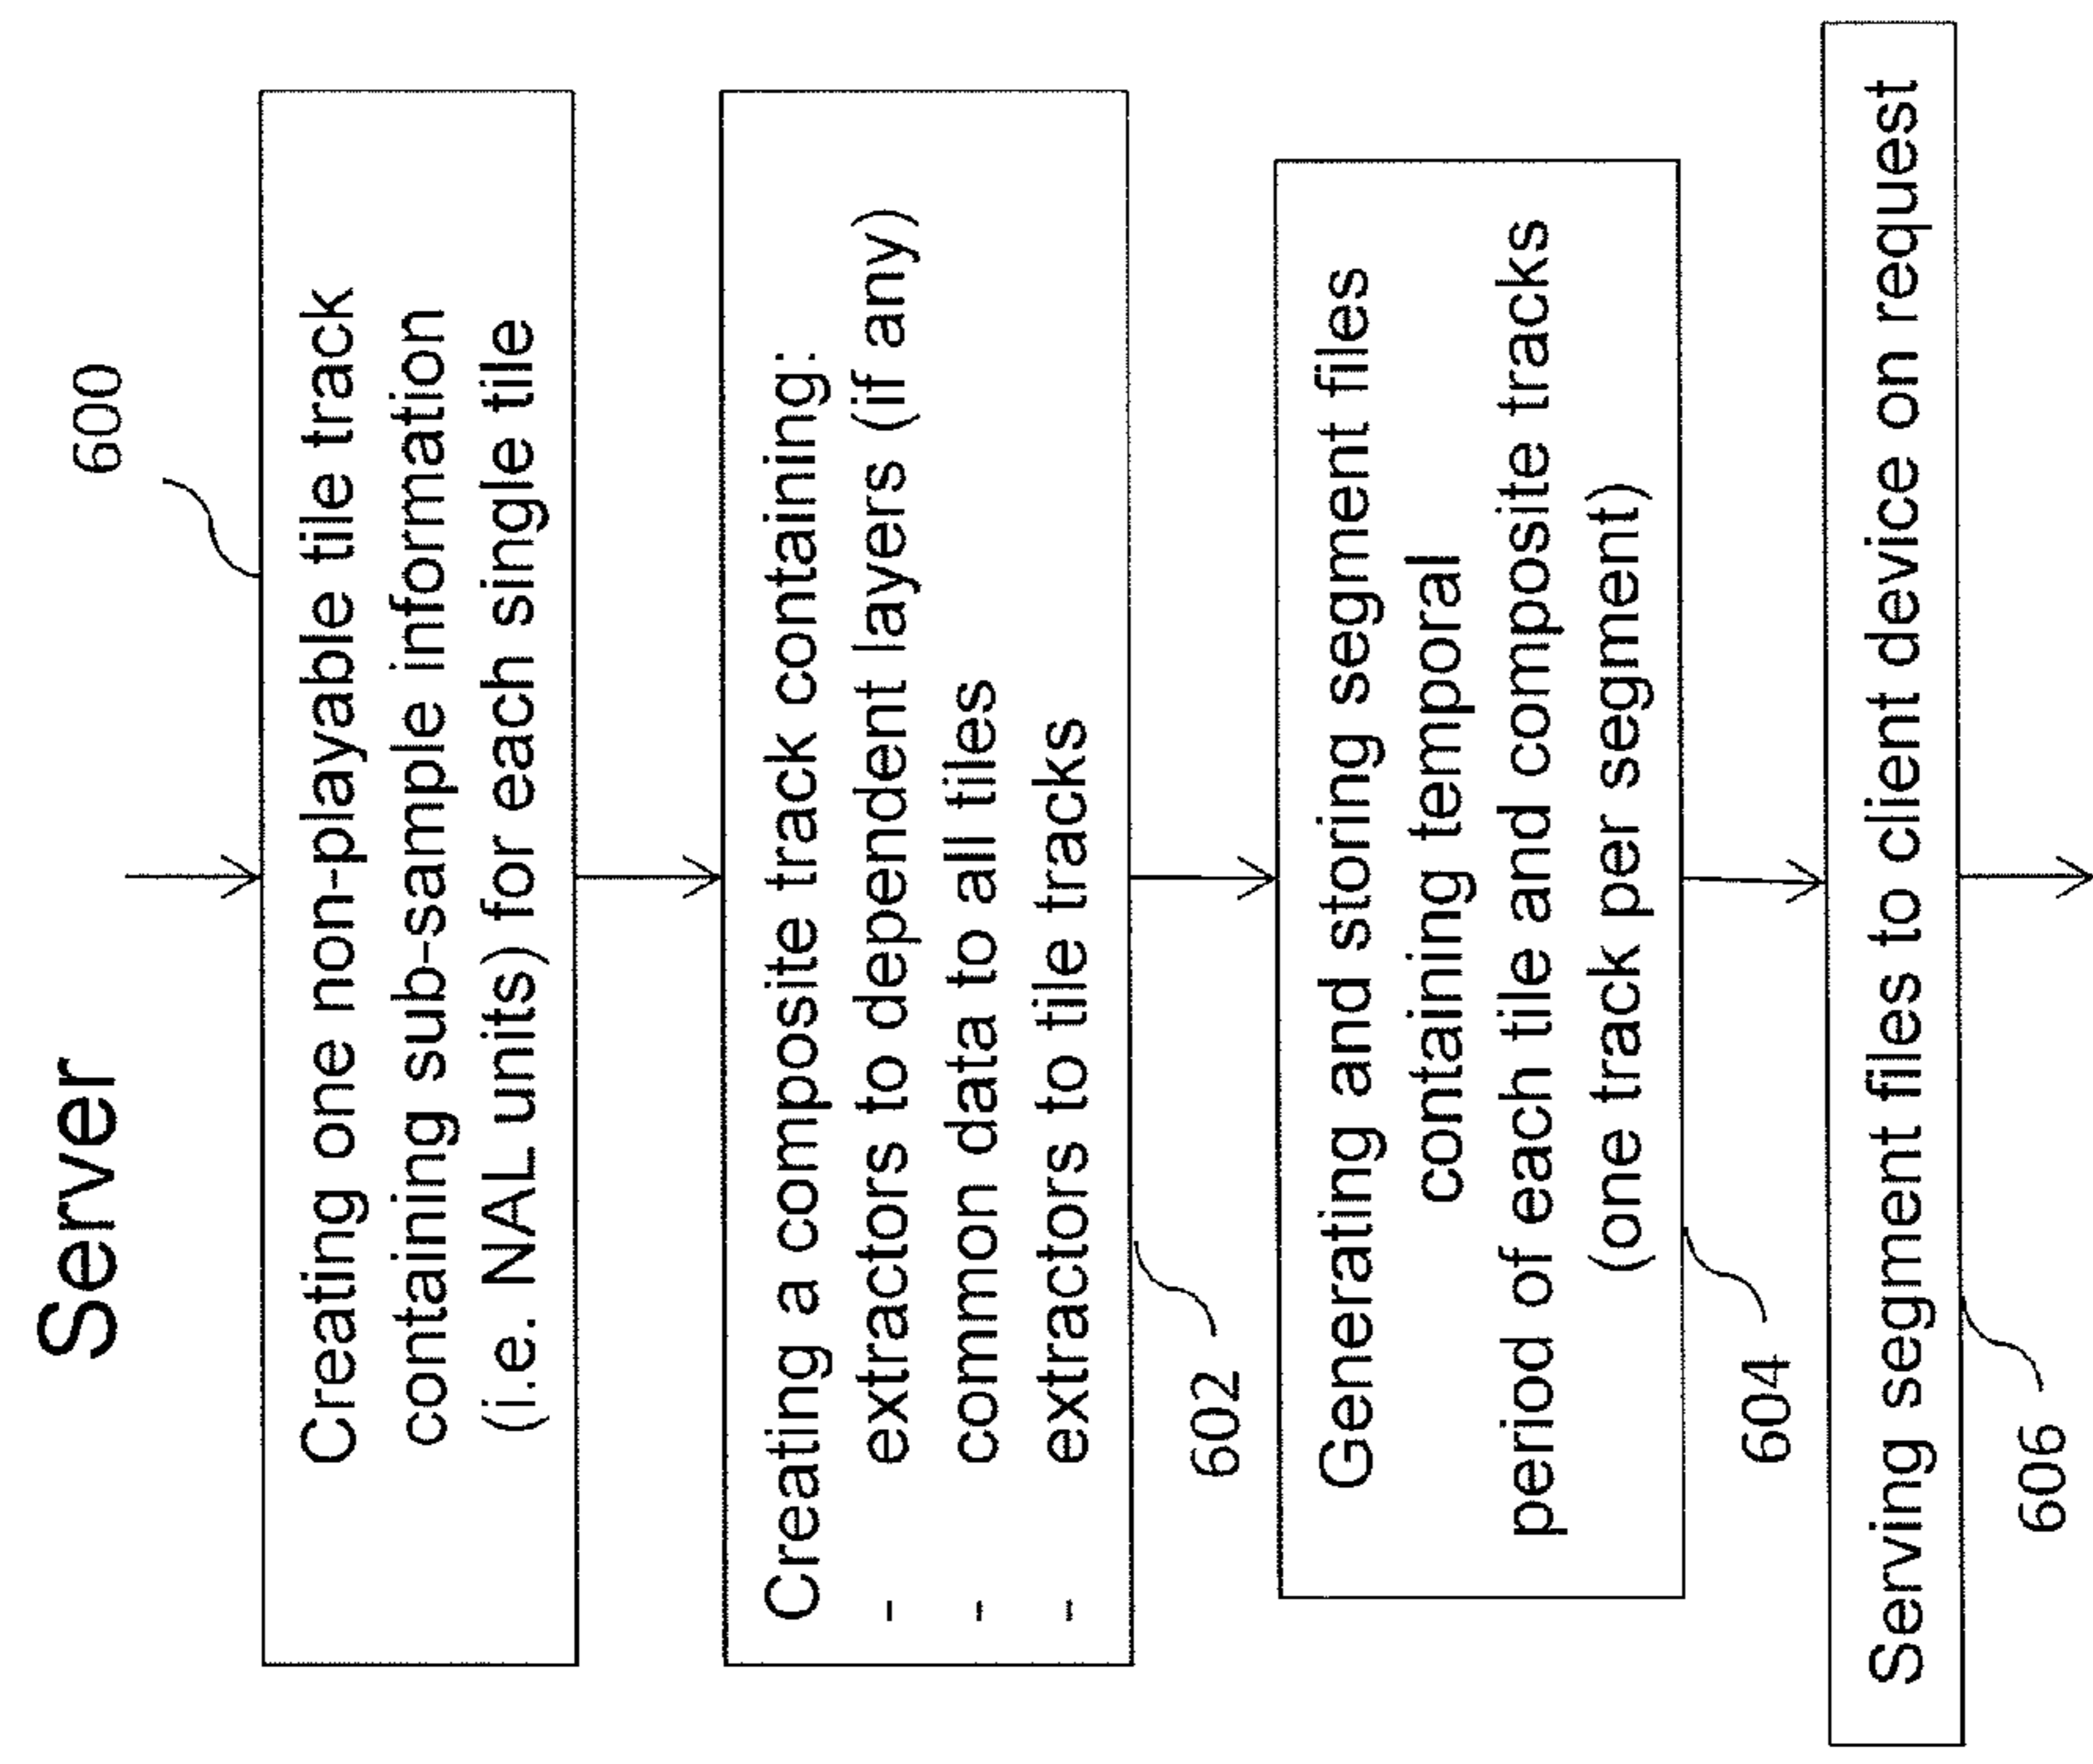 Server
600
Creating one non-playable tile track
containing sub-sample information
(i.e. NAL units) for each single tile
Creating a composite track containing:
- extractors to dependent layers (if any)
- common data to all tiles
- extractors to tile tracks
602
Generating and storing segment files
containing temporal
period of each tile and composite tracks
(one track per segment)
604
Serving segment files to client device on request
606